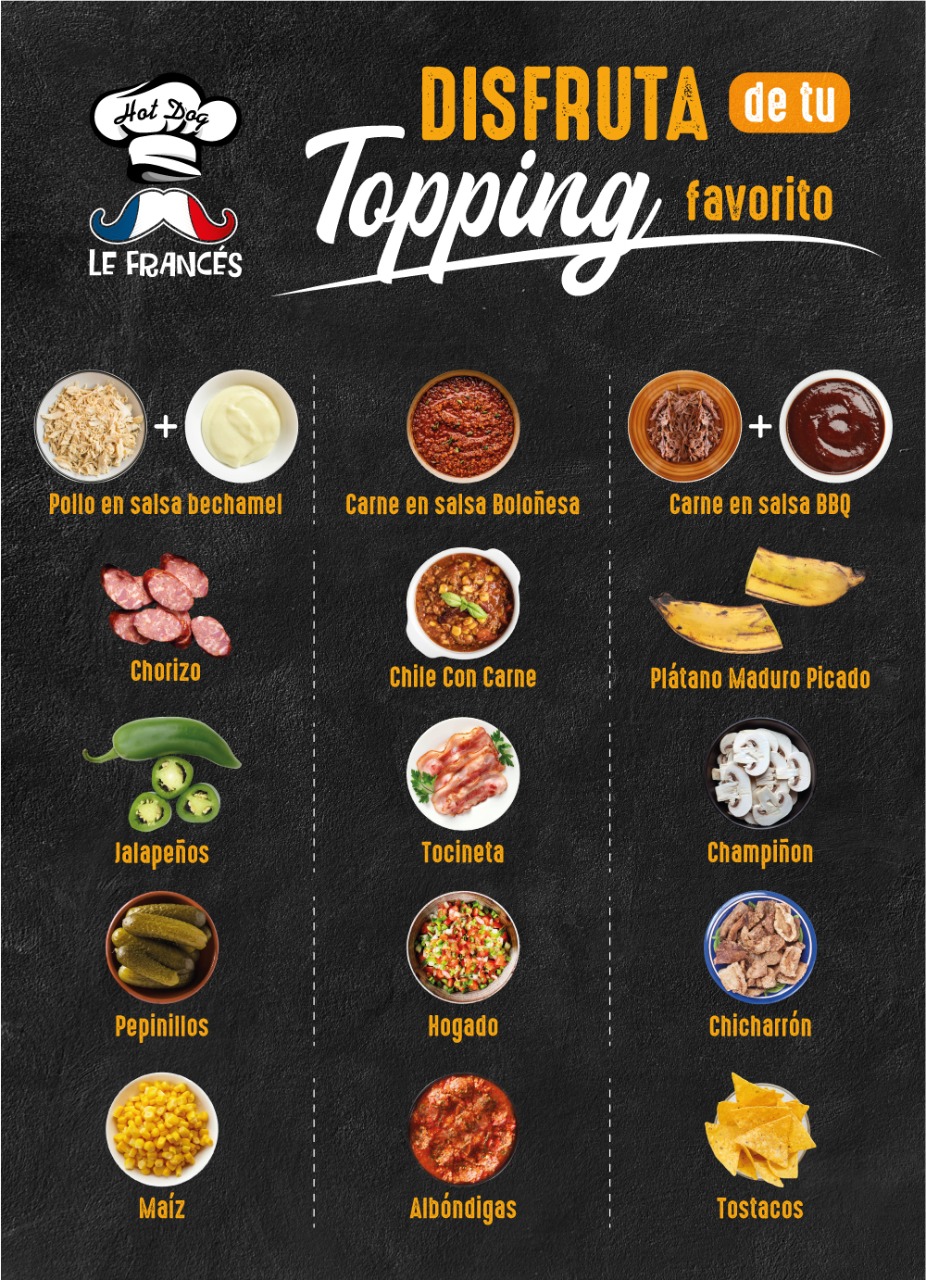 Hot Dog
LE FRANCÉS
DISFRUTA de tu
Topping favorito
Pollo en salsa bechamel
Carne en salsa Boloñesa
Carne en salsa BBQ
Chorizo
Chile Con Carne
Plátano Maduro Picado
Jalapeños
Tocineta
Champiñon
Pepinillos
Hogado
Chicharrón
Maíz
Albóndigas
Tostacos